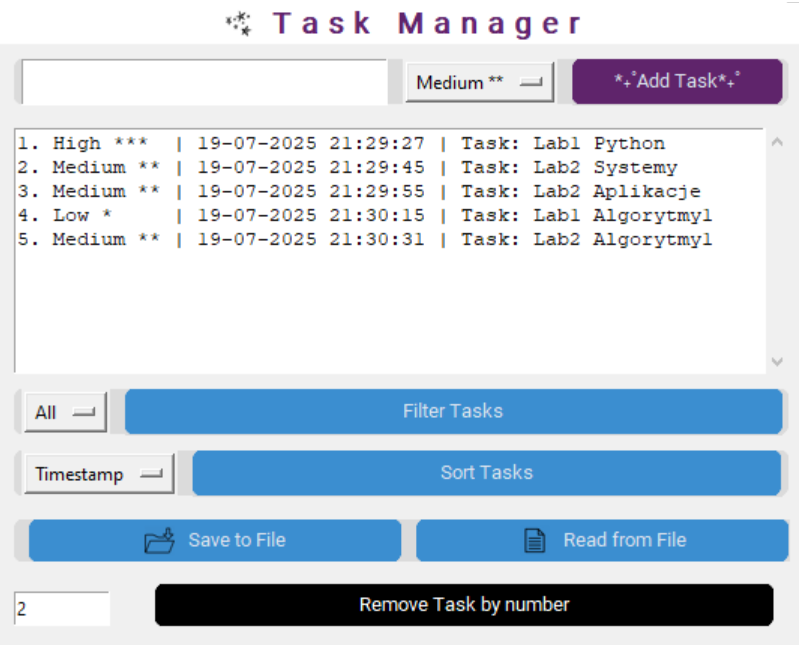 Task Manager
Medium ** *₊˚Add Task*₊˚
1. High *** | 19-07-2025 21:29:27 | Task: Lab1 Python
2. Medium ** | 19-07-2025 21:29:45 | Task: Lab2 Systemy
3. Medium ** | 19-07-2025 21:29:55 | Task: Lab2 Aplikacje
4. Low * | 19-07-2025 21:30:15 | Task: Lab1 Algorytmy1
5. Medium ** | 19-07-2025 21:30:31 | Task: Lab2 Algorytmy1
All Filter Tasks
Timestamp Sort Tasks
Save to File Read from File
2 Remove Task by number